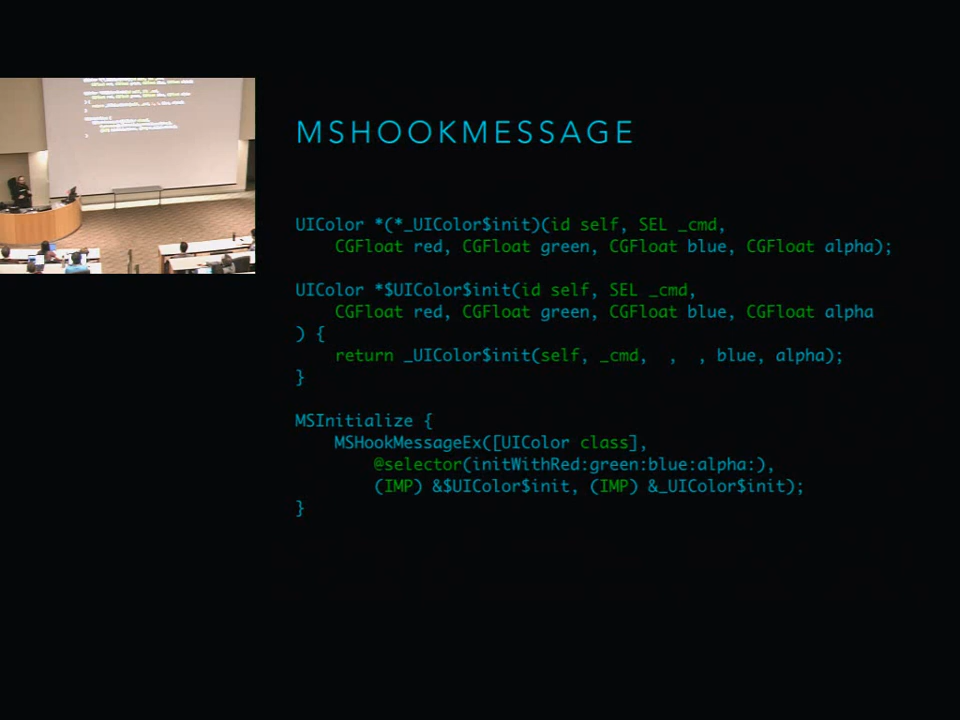 MSHOOKMESSAGE
UIColor *(*_UIColor$init)(id self, SEL _cmd,
CGFloat red, CGFloat green, CGFloat blue, CGFloat alpha);
UIColor *$UIColor$init(id self, SEL _cmd,
CGFloat red, CGFloat green, CGFloat blue, CGFloat alpha
) {
return _UIColor$init(self, _cmd,  ,  , blue, alpha);
}
MSInitialize {
MSHookMessageEx([UIColor class],
@selector(initWithRed:green:blue:alpha:),
(IMP) &$UIColor$init, (IMP) &_UIColor$init);
}